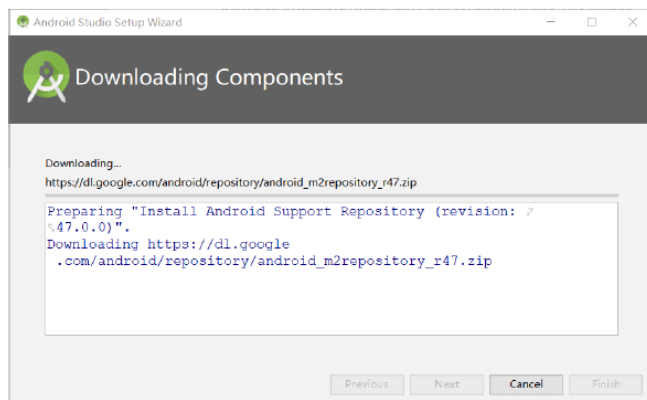 Android Studio Setup Wizard
Downloading Components
Downloading...
https://dl.google.com/android/repository/android_m2repository_r47.zip
Preparing "Install Android Support Repository (revision:
47.0.0)".
Downloading https://dl.google
.com/android/repository/android_m2repository_r47.zip
Previous Next Cancel Finish